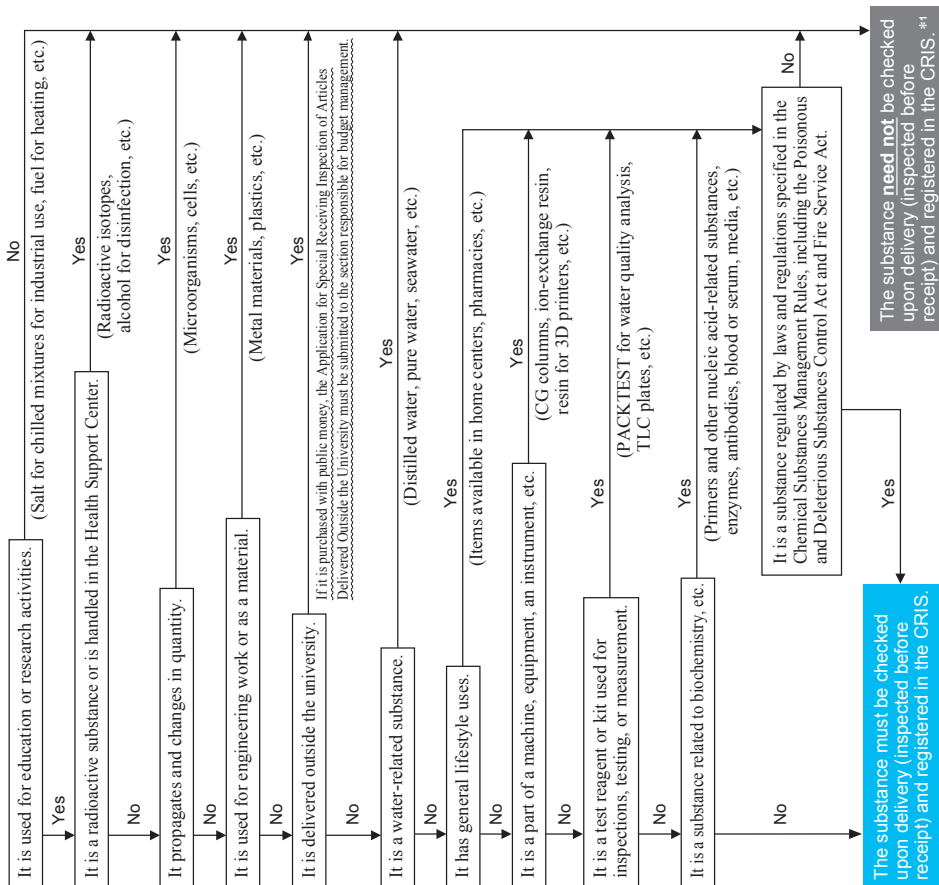 It is used for education or research activities.
No
(Salt for chilled mixtures for industrial use, fuel for heating, etc.)
Yes
It is a radioactive substance or is handled in the Health Support Center.
Yes
(Radioactive isotopes,
alcohol for disinfection, etc.)
No
It propagates and changes in quantity.
Yes
(Microorganisms, cells, etc.)
No
It is used for engineering work or as a material.
Yes
(Metal materials, plastics, etc.)
No
It is delivered outside the university.
Yes
If it is purchased with public money, the Application for Special Receiving Inspection of Articles
Delivered Outside the University must be submitted to the section responsible for budget management.
No
It is a water-related substance.
Yes
(Distilled water, pure water, seawater, etc.)
No
It has general lifestyle uses.
Yes
(Items available in home centers, pharmacies, etc.)
No
It is a part of a machine, equipment, an instrument, etc.
Yes
(CG columns, ion-exchange resin,
resin for 3D printers, etc.)
No
It is a test reagent or kit used for
inspections, testing, or measurement.
Yes
(PACKTEST for water quality analysis,
TLC plates, etc.)
No
It is a substance related to biochemistry, etc.
Yes
(Primers and other nucleic acid-related substances,
enzymes, antibodies, blood or serum, media, etc.)
No
It is a substance regulated by laws and regulations specified in the
Chemical Substances Management Rules, including the Poisonous
and Deleterious Substances Control Act and Fire Service Act.
No
Yes
The substance must be checked
upon delivery (inspected before
receipt) and registered in the CRIS.
The substance need not be checked
upon delivery (inspected before
receipt) and registered in the CRIS. *1